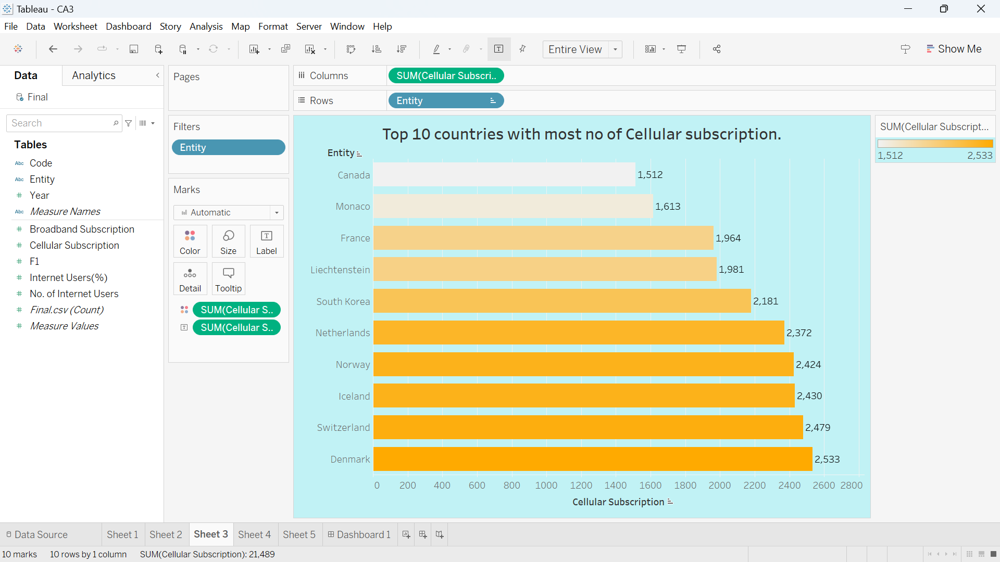 Tableau - CA3
File Data Worksheet Dashboard Story Analysis Map Format Server Window Help
Entire View
Show Me
Data Analytics
Final
Search
Tables
Abc Code
Abc Entity
# Year
Abc Measure Names
# Broadband Subscription
# Cellular Subscription
# F1
# Internet Users(%)
# No. of Internet Users
# Final.csv (Count)
# Measure Values
Pages
Filters
Entity
Marks
Automatic
Color Size Label
Detail Tooltip
SUM(Cellular S..
SUM(Cellular S..
Columns SUM(Cellular Subscri..
Rows Entity
Top 10 countries with most no of Cellular subscription.
Entity
Canada 1,512
Monaco 1,613
France 1,964
Liechtenstein 1,981
South Korea 2,181
Netherlands 2,372
Norway 2,424
Iceland 2,430
Switzerland 2,479
Denmark 2,533
0 200 400 600 800 1000 1200 1400 1600 1800 2000 2200 2400 2600 2800
Cellular Subscription
SUM(Cellular Subscript...
1,512 2,533
Data Source Sheet 1 Sheet 2 Sheet 3 Sheet 4 Sheet 5 Dashboard 1
10 marks 10 rows by 1 column SUM(Cellular Subscription): 21,489